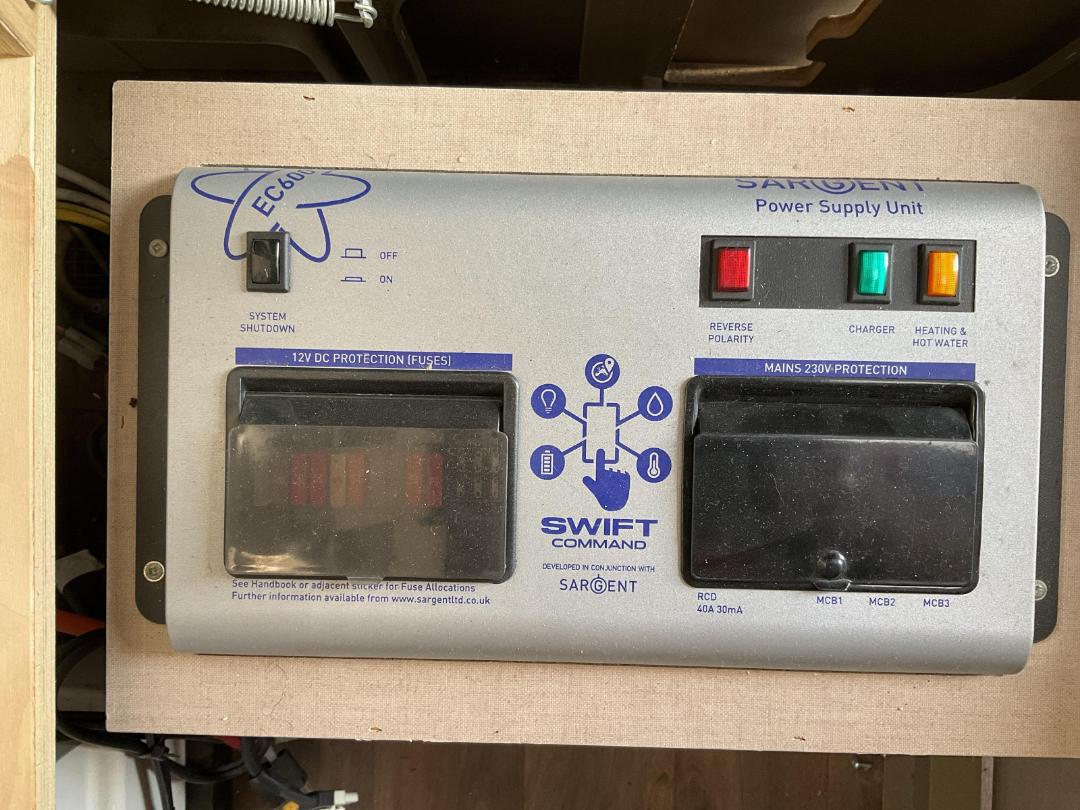 EC600
SARGENT
Power Supply Unit
OFF
ON
SYSTEM
SHUTDOWN
REVERSE
POLARITY
CHARGER
HEATING &
HOT WATER
12V DC PROTECTION (FUSES)
MAINS 230V PROTECTION
SWIFT
COMMAND
DEVELOPED IN CONJUNCTION WITH
SARGENT
See Handbook or adjacent sticker for Fuse Allocations
Further information available from www.sargentltd.co.uk
RCD
40A 30mA
MCB1
MCB2
MCB3